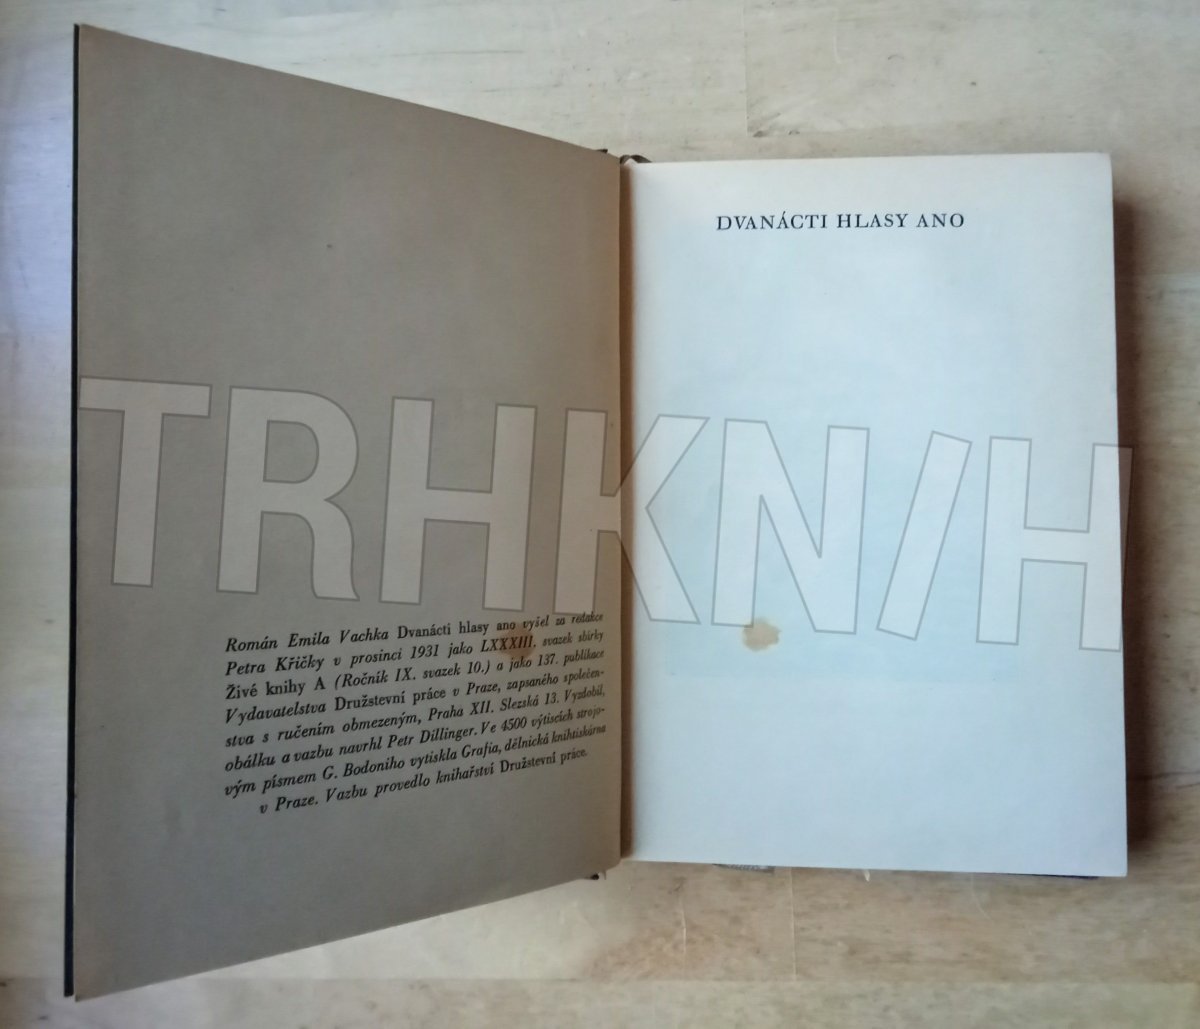 Román Emila Vachka Dvanácti hlasy ano vyšel za redakce
Petra Křičky v prosinci 1931 jako LXXXIII. svazek sbírky
Živé knihy A (Ročník IX. svazek 10.) a jako 137. publikace
Vydavatelstva Družstevní práce v Praze, zapsaného společen-
stva s ručením obmezeným, Praha XII. Slezská 13. Vyzdobil,
obálku a vazbu navrhl Petr Dillinger. Ve 4500 výtiscích strojo-
vým písmem G. Bodoniho vytiskla Grafia, dělnická knihtiskárna
v Praze. Vazbu provedlo knihařství Družstevní práce.
DVANÁCTI HLASY ANO
TRHKNIH